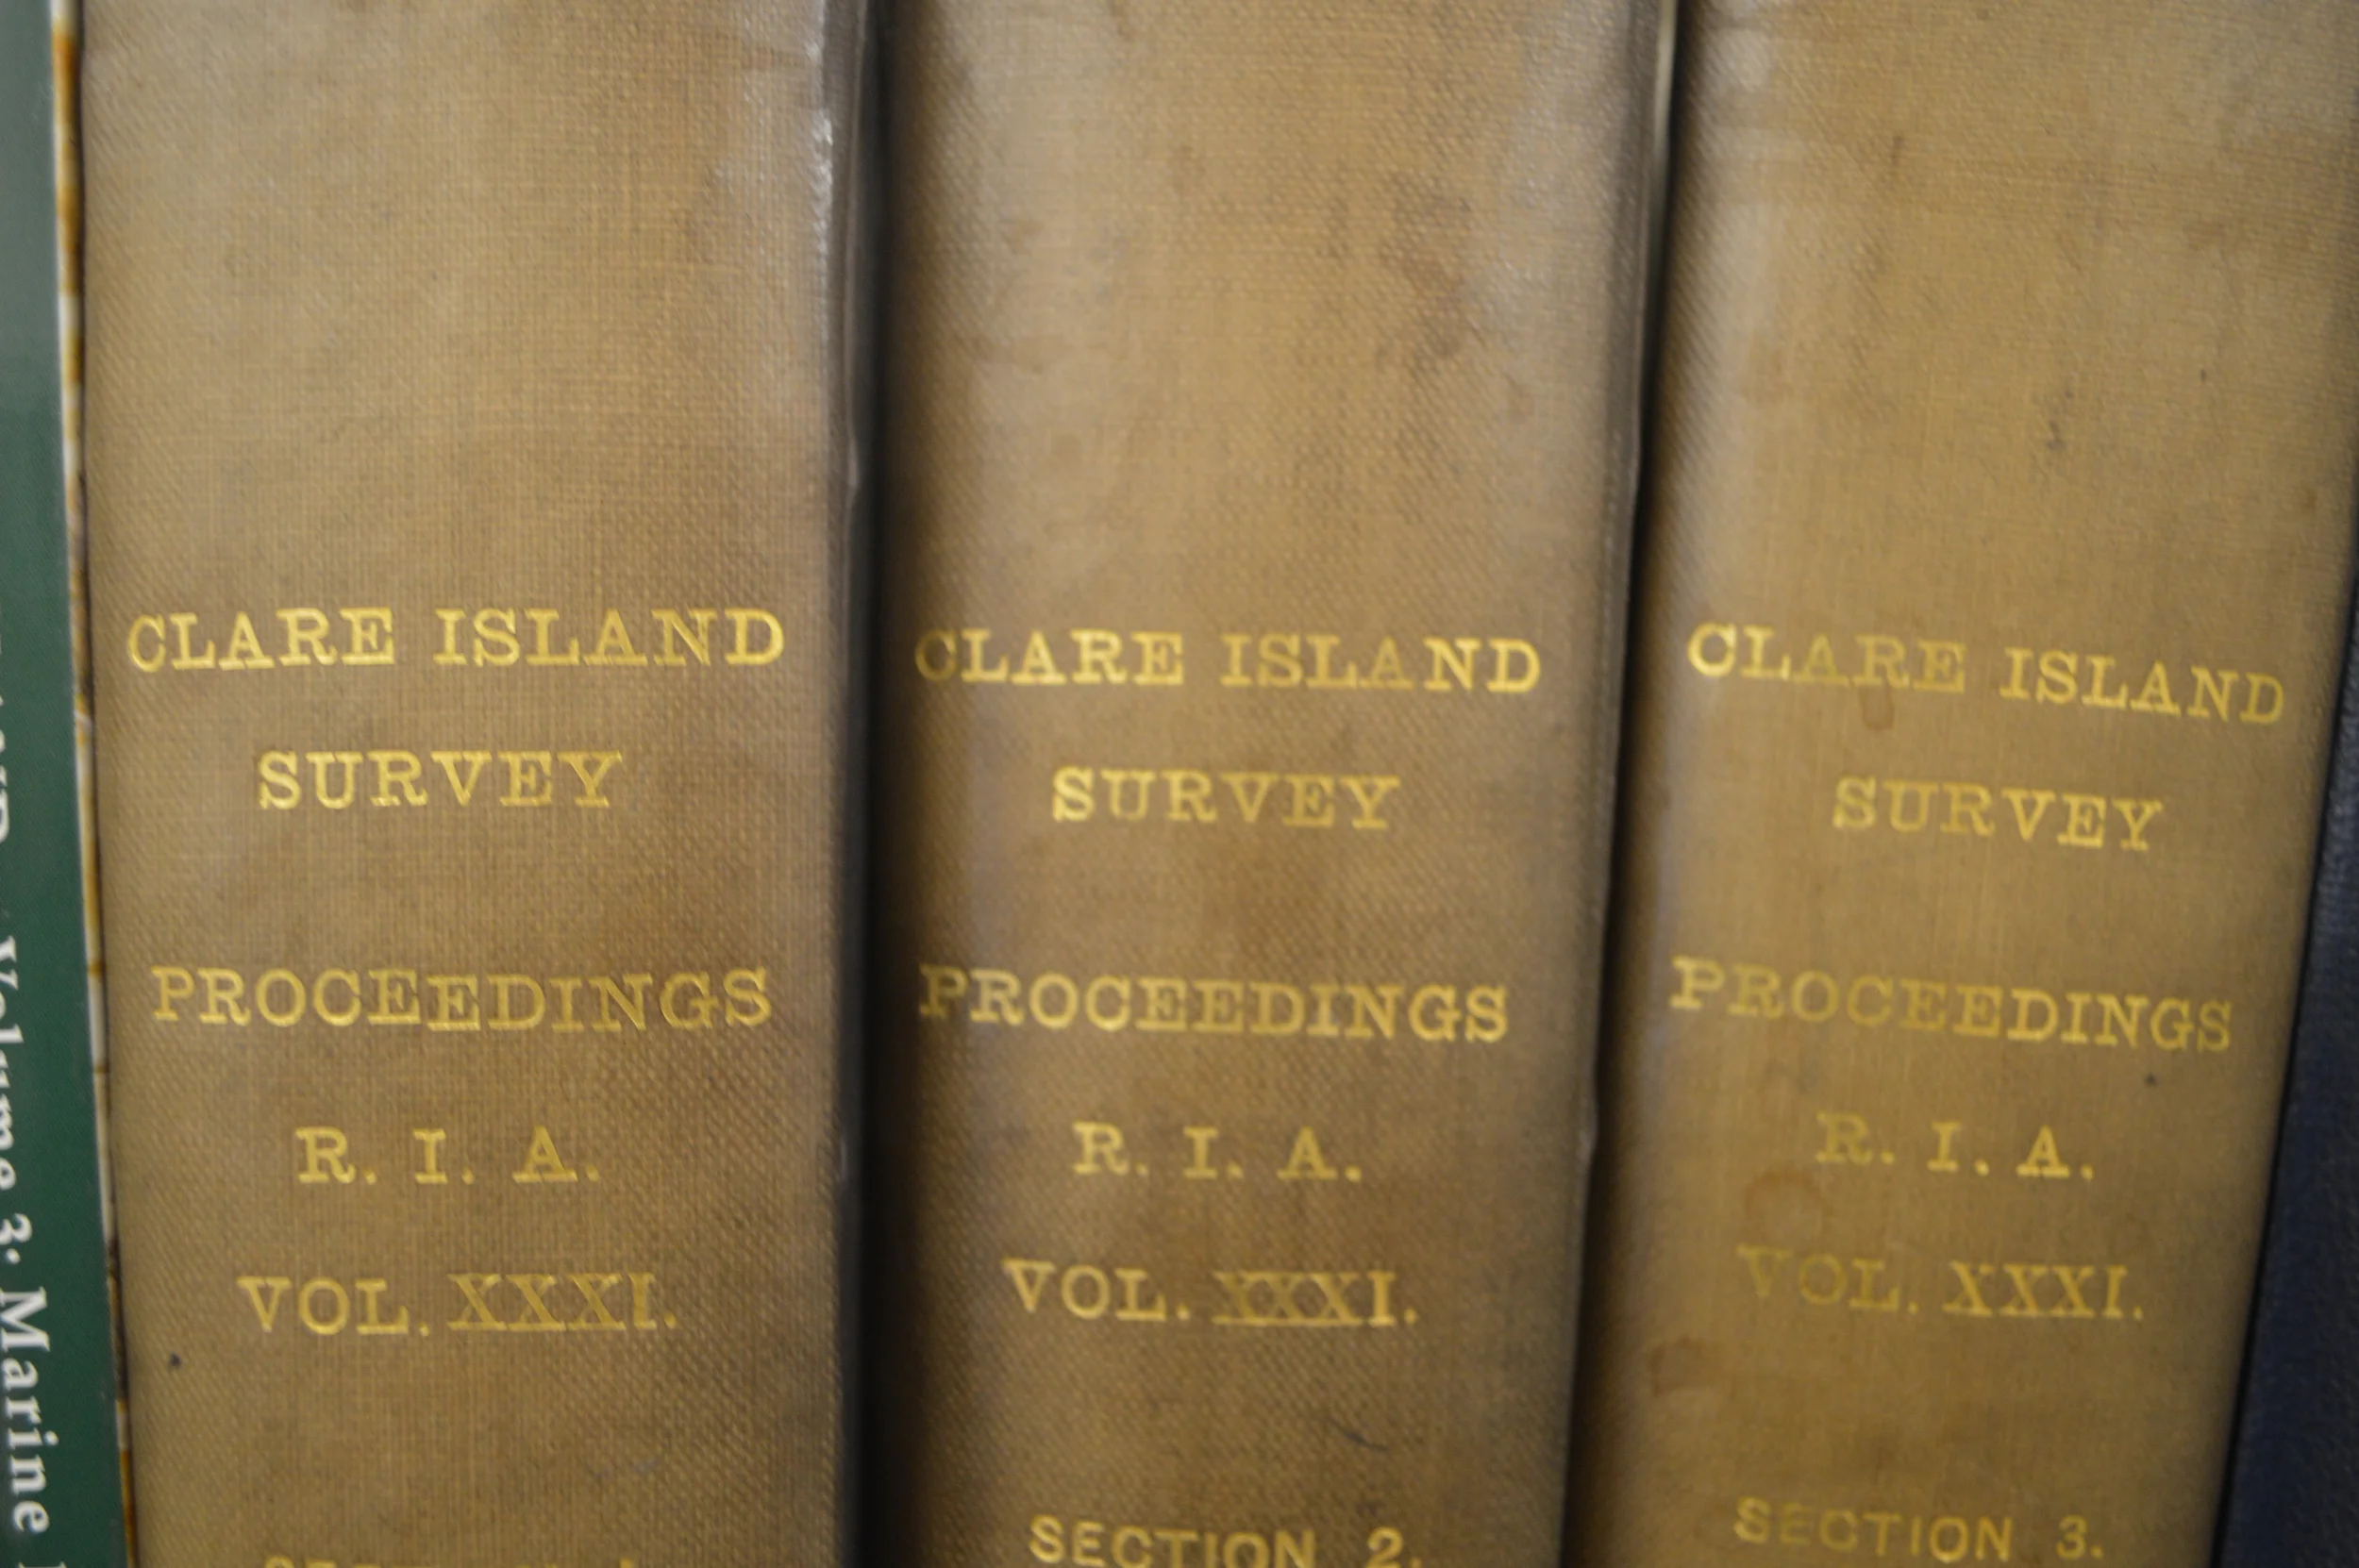 Volume 3: Marine
CLARE ISLAND
SURVEY
PROCEEDINGS
R. I. A.
VOL. XXXI.
CLARE ISLAND
SURVEY
PROCEEDINGS
R. I. A.
VOL. XXXI.
SECTION 2.
CLARE ISLAND
SURVEY
PROCEEDINGS
R. I. A.
VOL. XXXI.
SECTION 3.